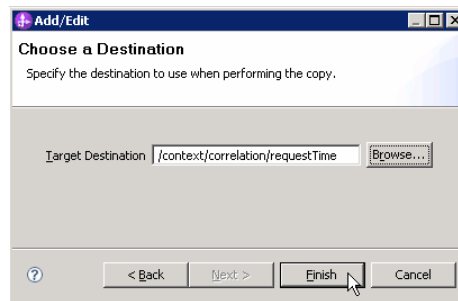 Add/Edit
Choose a Destination
Specify the destination to use when performing the copy.
Target Destination /context/correlation/requestTime Browse...
? < Back Next > Finish Cancel